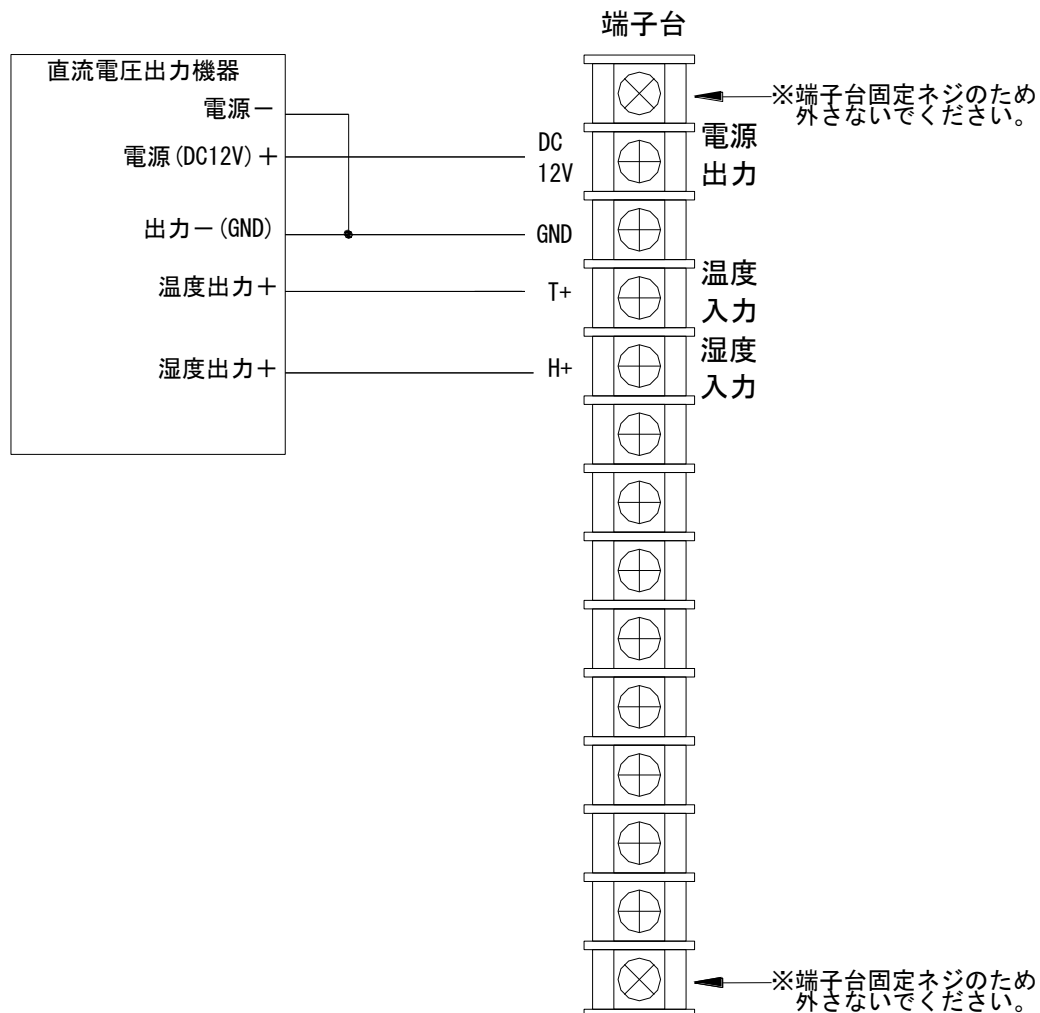 端子台
直流電圧出力機器
電源－
電源(DC12V)＋
出力－(GND)
温度出力＋
湿度出力＋
DC
12V
GND
T+
H+
電源
出力
温度
入力
湿度
入力
※端子台固定ネジのため
外さないでください。
※端子台固定ネジのため
外さないでください。